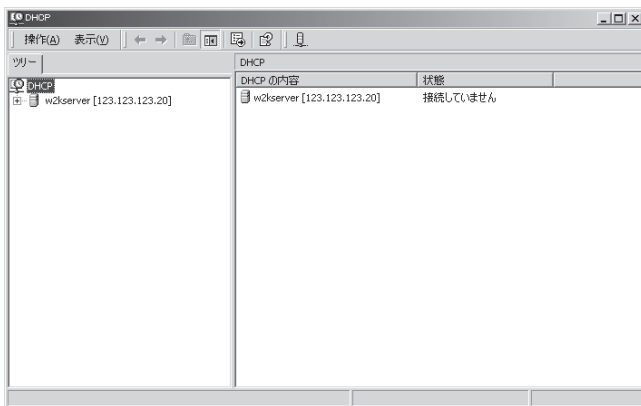 DHCP
操作(A) 表示(V)
ツリー
DHCP
w2kserver [123.123.123.20]
DHCP
DHCP の内容 状態
w2kserver [123.123.123.20] 接続していません